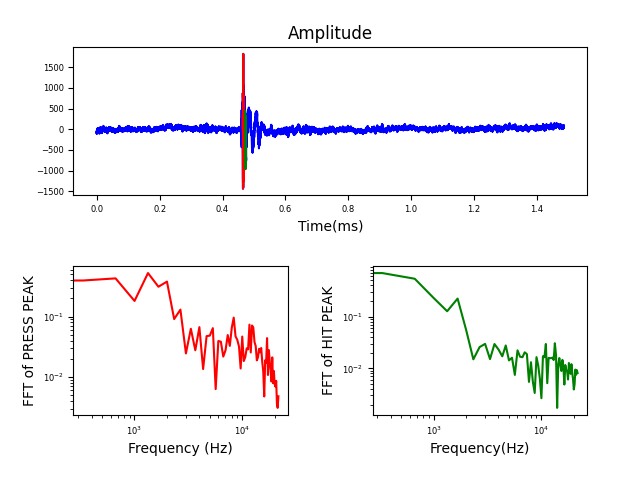 Amplitude
1500
1000
500
0
−500
−1000
−1500
0.0 0.2 0.4 0.6 0.8 1.0 1.2 1.4
Time(ms)
FFT of PRESS PEAK
10⁻¹
10⁻²
10³ 10⁴
Frequency (Hz)
FFT of HIT PEAK
10⁻¹
10⁻²
10³ 10⁴
Frequency(Hz)